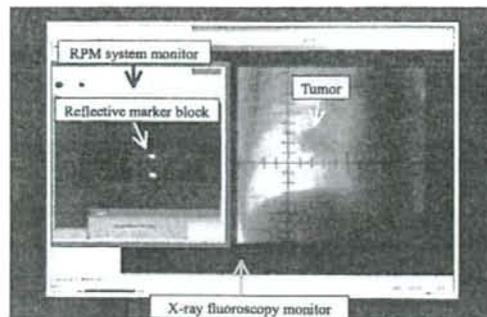 RPM system monitor
Reflective marker block
Tumor
X-ray fluoroscopy monitor